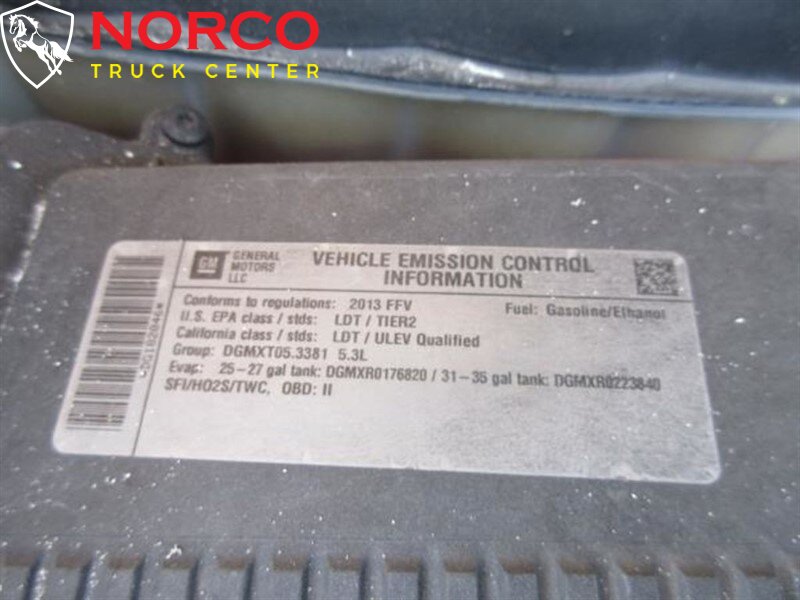 NORCO
TRUCK CENTER
GM
GENERAL
MOTORS
LLC
VEHICLE EMISSION CONTROL
INFORMATION
Conforms to regulations: 2013 FFV
Fuel: Gasoline/Ethanol
U.S. EPA class / stds: LDT / TIER2
California class / stds: LDT / ULEV Qualified
Group: DGMXT05.3381 5.3L
Evap: 25-27 gal tank: DGMXR0176820 / 31-35 gal tank: DGMXR0223840
SFI/HO2S/TWC, OBD: II